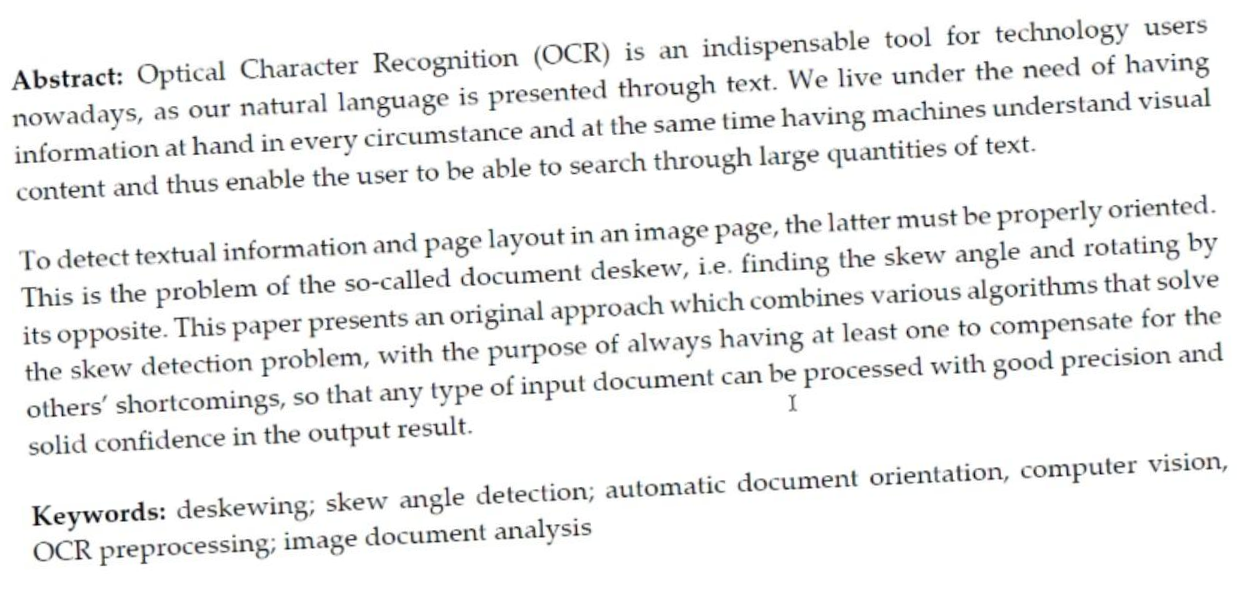 Abstract: Optical Character Recognition (OCR) is an indispensable tool for technology users
nowadays, as our natural language is presented through text. We live under the need of having
information at hand in every circumstance and at the same time having machines understand visual
content and thus enable the user to be able to search through large quantities of text.
To detect textual information and page layout in an image page, the latter must be properly oriented.
This is the problem of the so-called document deskew, i.e. finding the skew angle and rotating by
its opposite. This paper presents an original approach which combines various algorithms that solve
the skew detection problem, with the purpose of always having at least one to compensate for the
others’ shortcomings, so that any type of input document can be processed with good precision and
solid confidence in the output result.
Keywords: deskewing; skew angle detection; automatic document orientation, computer vision,
OCR preprocessing; image document analysis